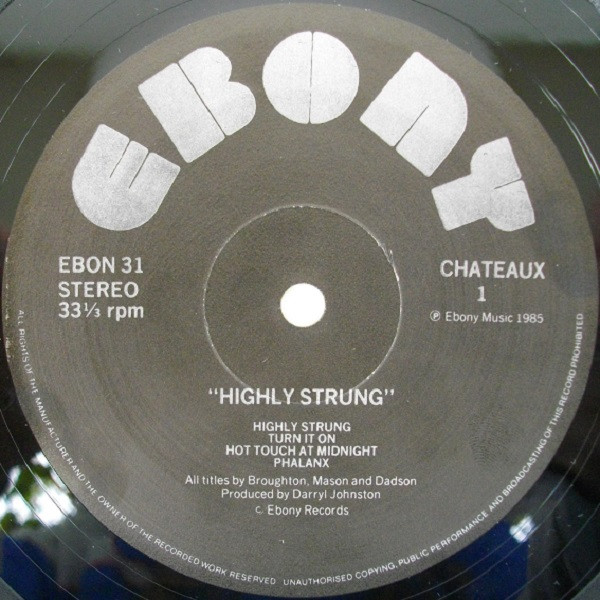 EBONY
EBON 31
STEREO
33⅓ rpm
CHATEAUX
1
℗ Ebony Music 1985
"HIGHLY STRUNG"
HIGHLY STRUNG
TURN IT ON
HOT TOUCH AT MIDNIGHT
PHALANX
All titles by Broughton, Mason and Dadson
Produced by Darryl Johnston
© Ebony Records
ALL RIGHTS OF THE MANUFACTURER AND THE OWNER OF THE RECORDED WORK RESERVED UNAUTHORISED COPYING, PUBLIC PERFORMANCE AND BROADCASTING OF THIS RECORD PROHIBITED